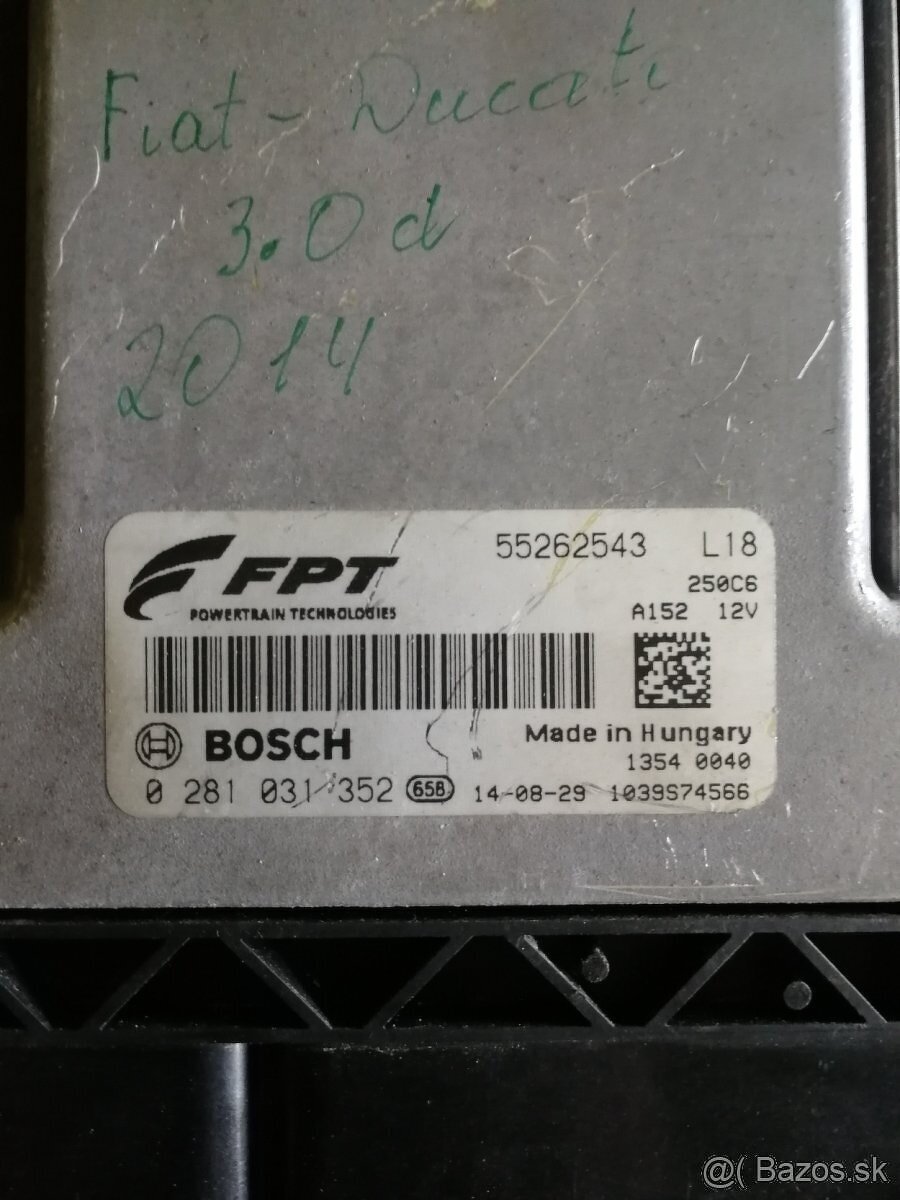 Fiat - Ducati
3.0 d
2014
FPT
POWERTRAIN TECHNOLOGIES
55262543 L18
250C6
A152 12V
BOSCH
Made in Hungary
1354 0040
0 281 031 352 65B 14-08-29 1039S74566
@( Bazos.sk